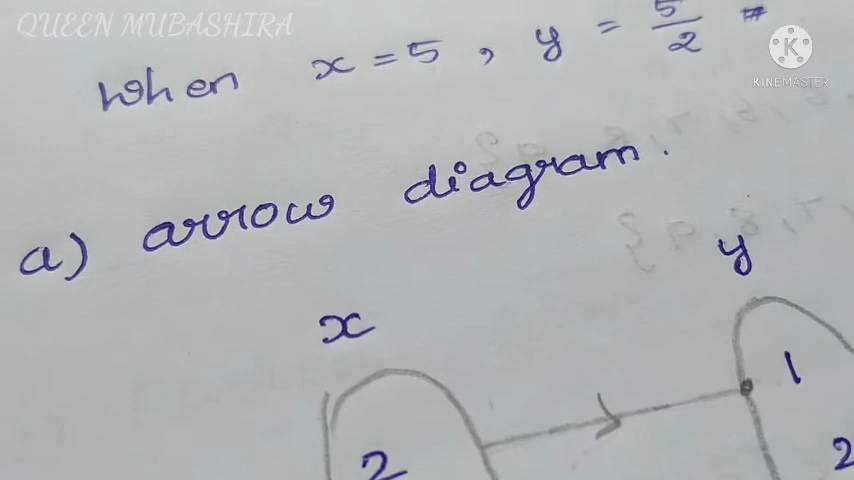 QUEEN MUBASHIRA
When x = 5, y = 5/2
KINEMASTER
a) arrow diagram.
x y
1
2 2